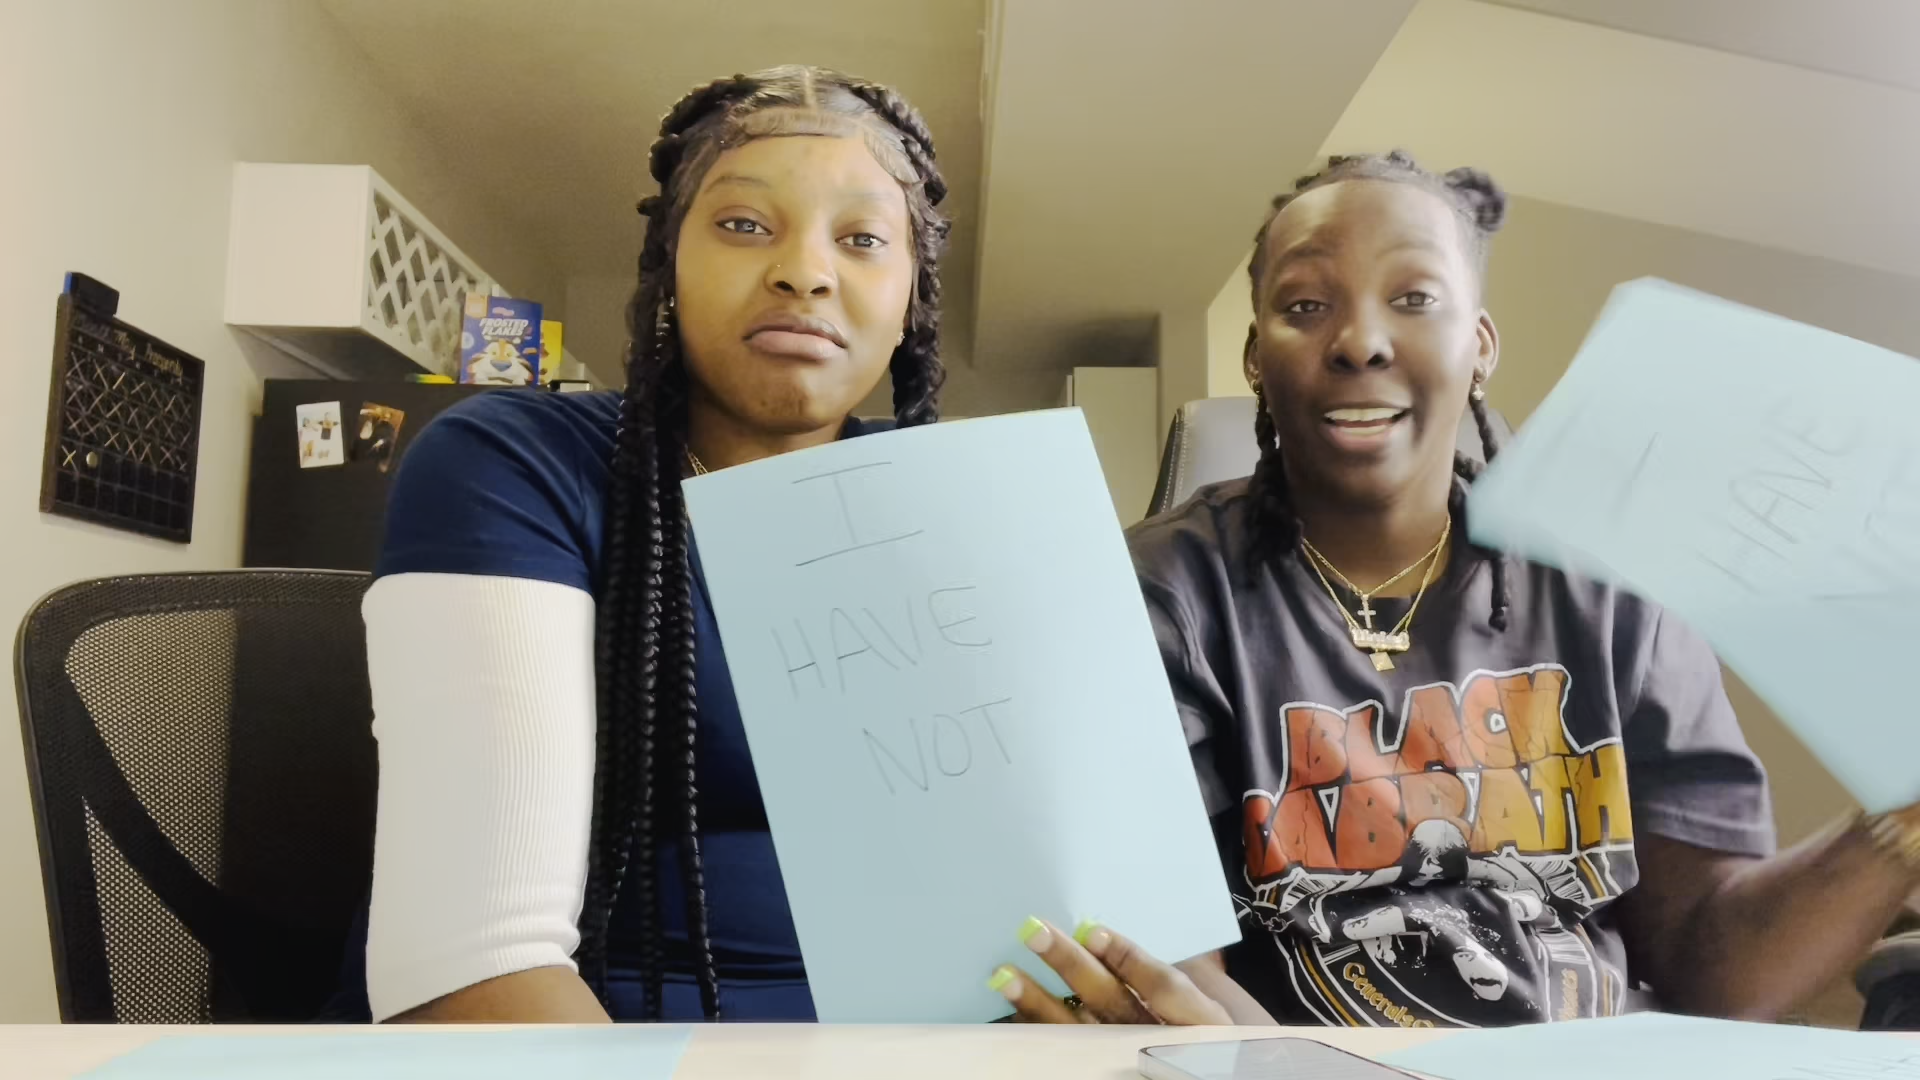 FROSTED
FLAKES
I
HAVE
NOT
I
HAVE
BLACK
SABBATH